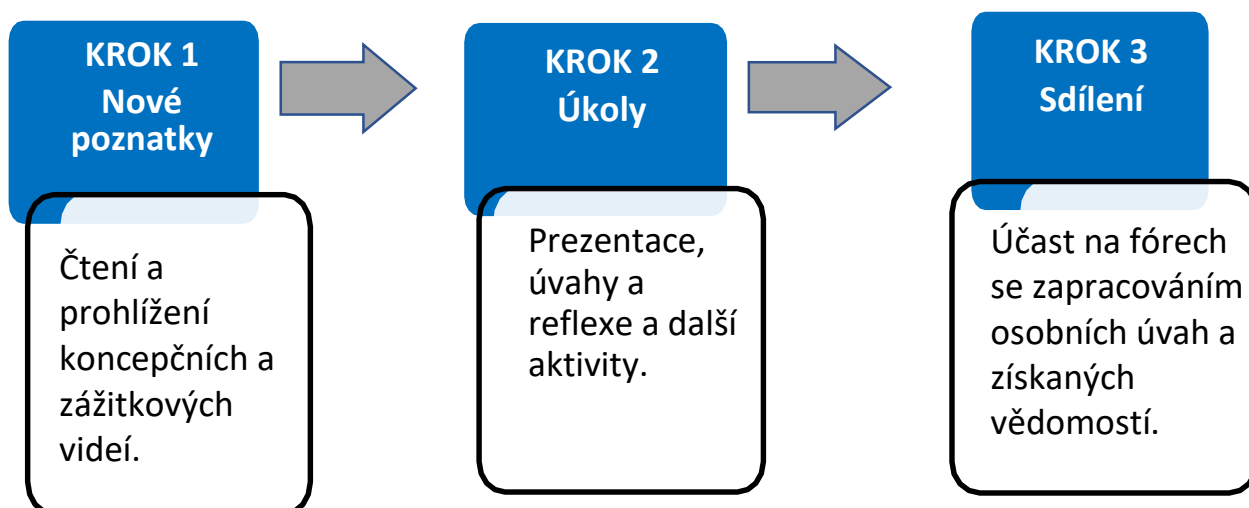 KROK 1
Nové
poznatky
Čtení a
prohlížení
koncepčních a
zážitkových
videí.
KROK 2
Úkoly
Prezentace,
úvahy a
reflexe a další
aktivity.
KROK 3
Sdílení
Účast na fórech
se zapracováním
osobních úvah a
získaných
vědomostí.